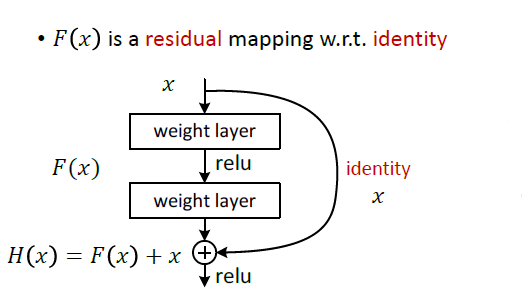 • F(x) is a residual mapping w.r.t. identity
x
weight layer
relu
F(x)
identity
x
weight layer
H(x) = F(x) + x
+
relu